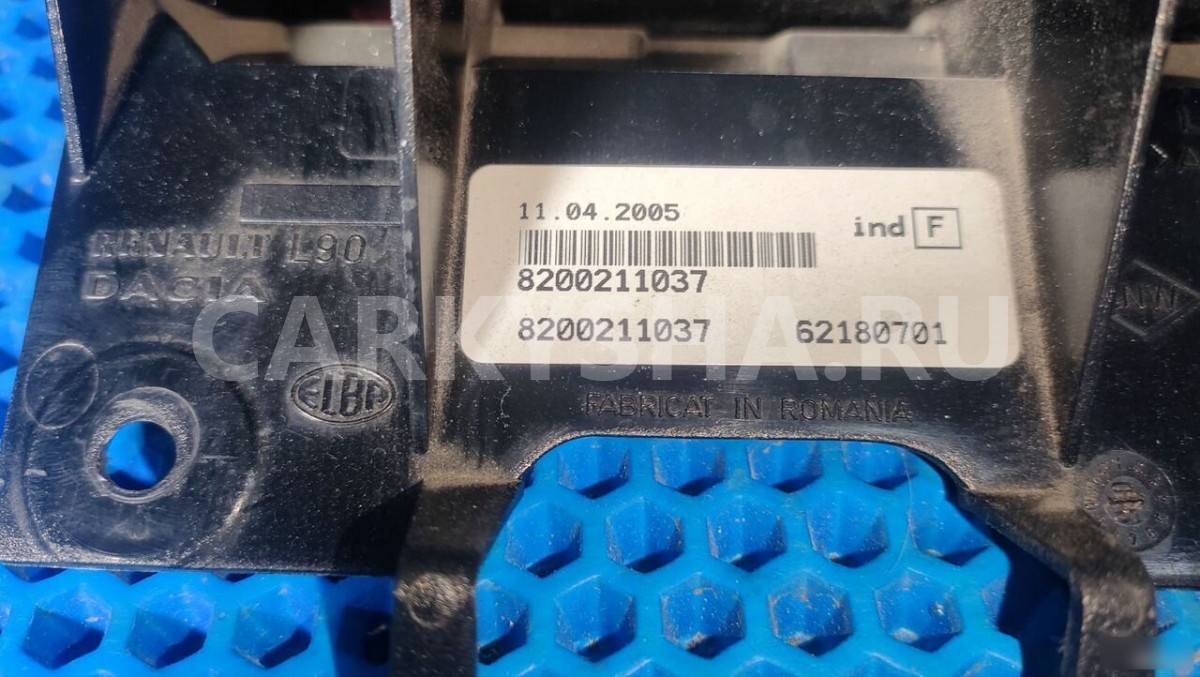 11.04.2005
ind F
8200211037
8200211037 62180701
RENAULT L90
DACIA
CARKYSHA.RU
ELBA
FABRICAT IN ROMANIA